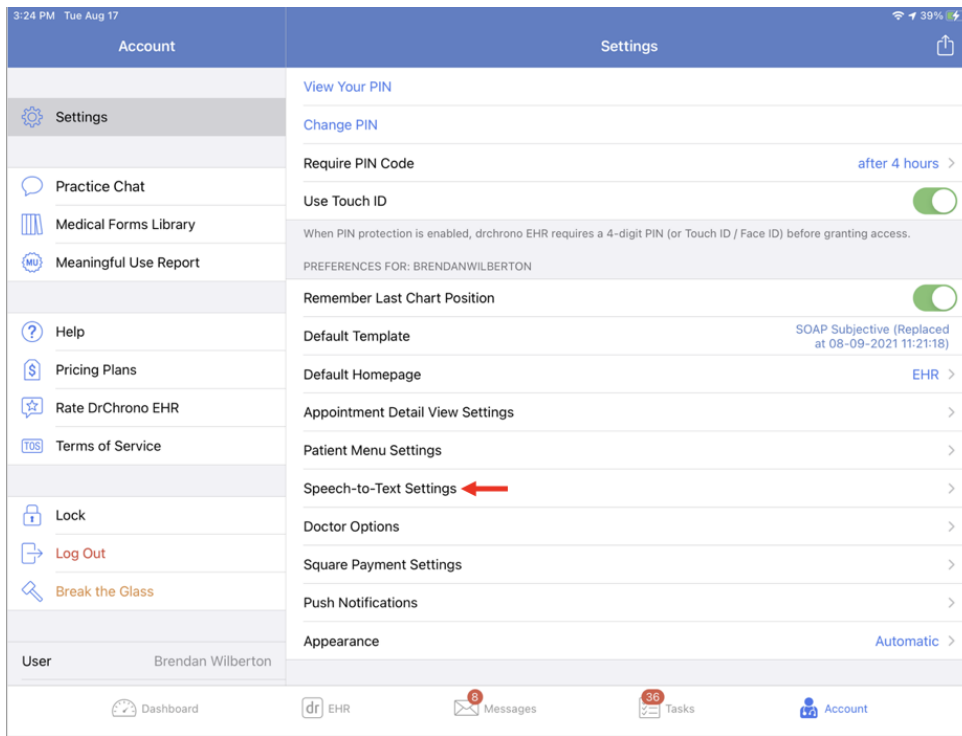 3:24 PM Tue Aug 17
39%
Account
Settings
Settings
Practice Chat
Medical Forms Library
MU
Meaningful Use Report
?
Help
$
Pricing Plans
Rate DrChrono EHR
TOS
Terms of Service
Lock
Log Out
Break the Glass
User
Brendan Wilberton
View Your PIN
Change PIN
Require PIN Code
after 4 hours
Use Touch ID
When PIN protection is enabled, drchrono EHR requires a 4-digit PIN (or Touch ID / Face ID) before granting access.
PREFERENCES FOR: BRENDANWILBERTON
Remember Last Chart Position
Default Template
SOAP Subjective (Replaced
at 08-09-2021 11:21:18)
Default Homepage
EHR
Appointment Detail View Settings
Patient Menu Settings
Speech-to-Text Settings
Doctor Options
Square Payment Settings
Push Notifications
Appearance
Automatic
Dashboard
dr EHR
8
Messages
36
Tasks
Account